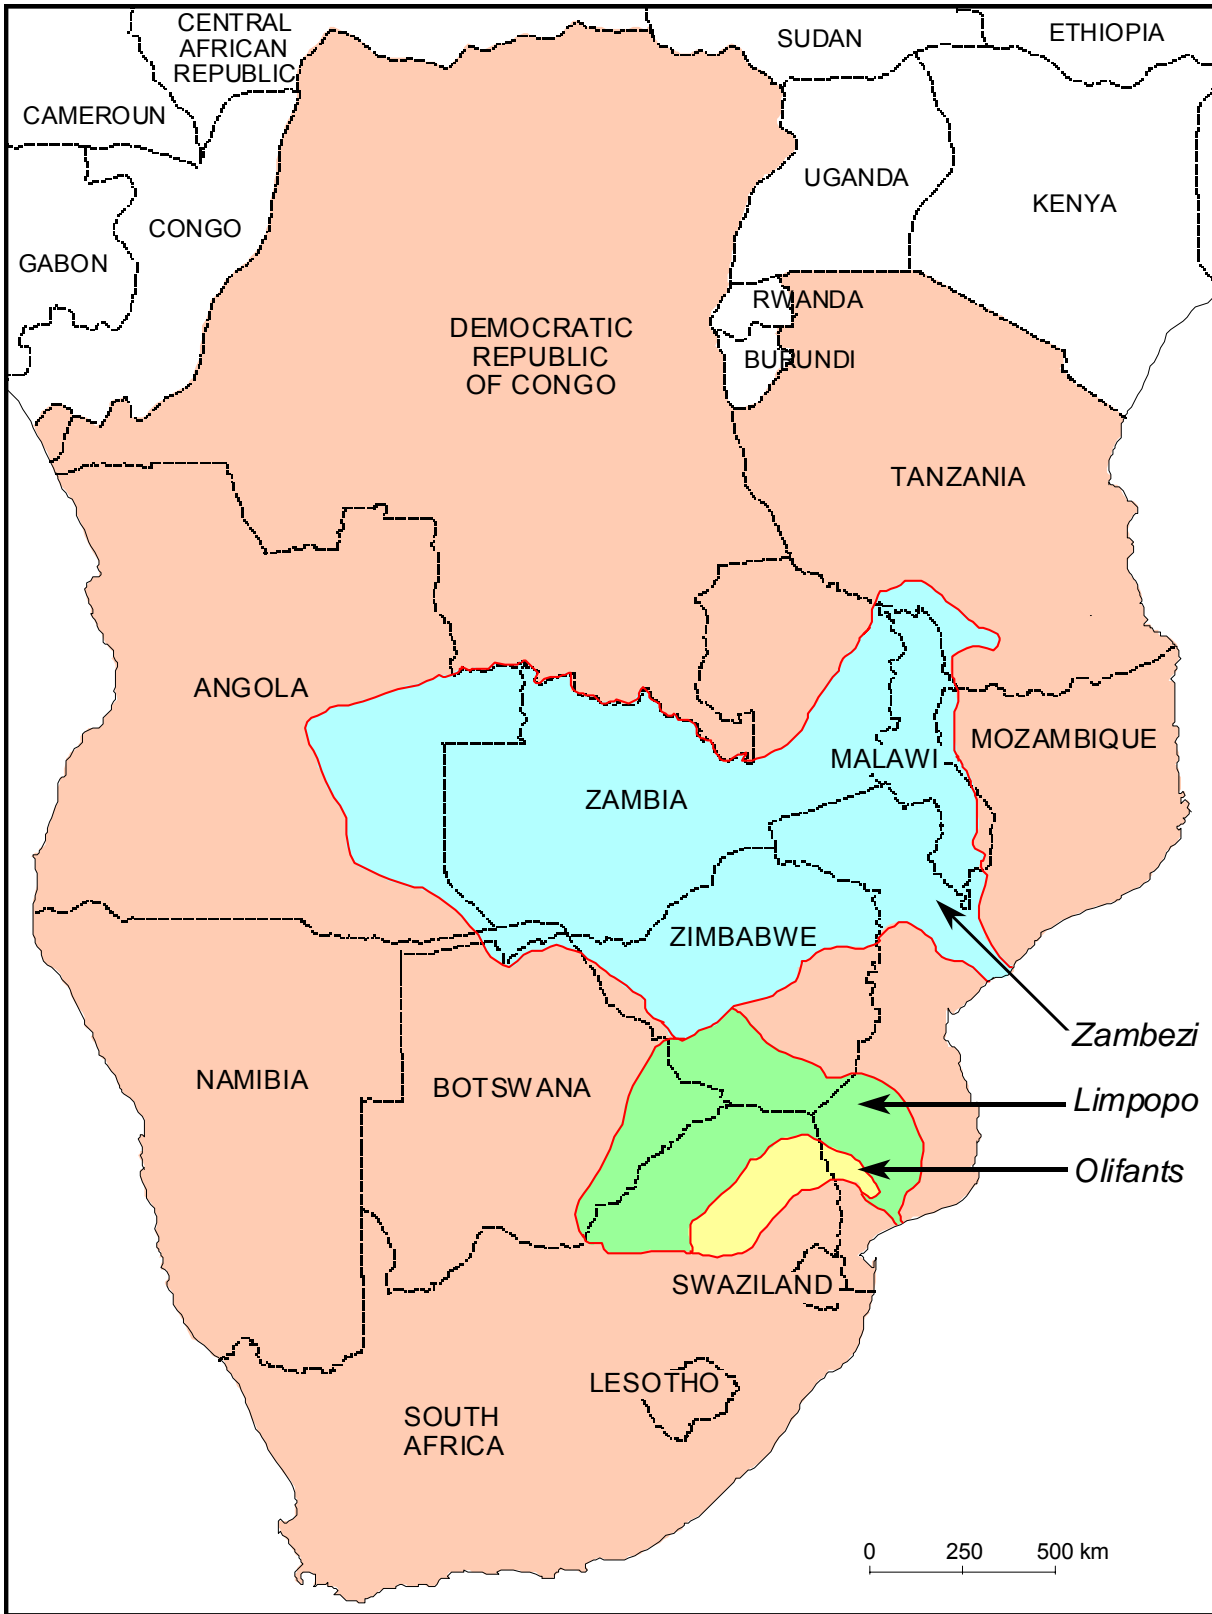 CENTRAL
AFRICAN
REPUBLIC
SUDAN
ETHIOPIA
CAMEROUN
UGANDA
KENYA
CONGO
GABON
RWANDA
BURUNDI
DEMOCRATIC
REPUBLIC
OF CONGO
TANZANIA
ANGOLA
MOZAMBIQUE
MALAWI
ZAMBIA
ZIMBABWE
Zambezi
NAMIBIA
BOTSWANA
Limpopo
Olifants
SWAZILAND
LESOTHO
SOUTH
AFRICA
0 250 500 km